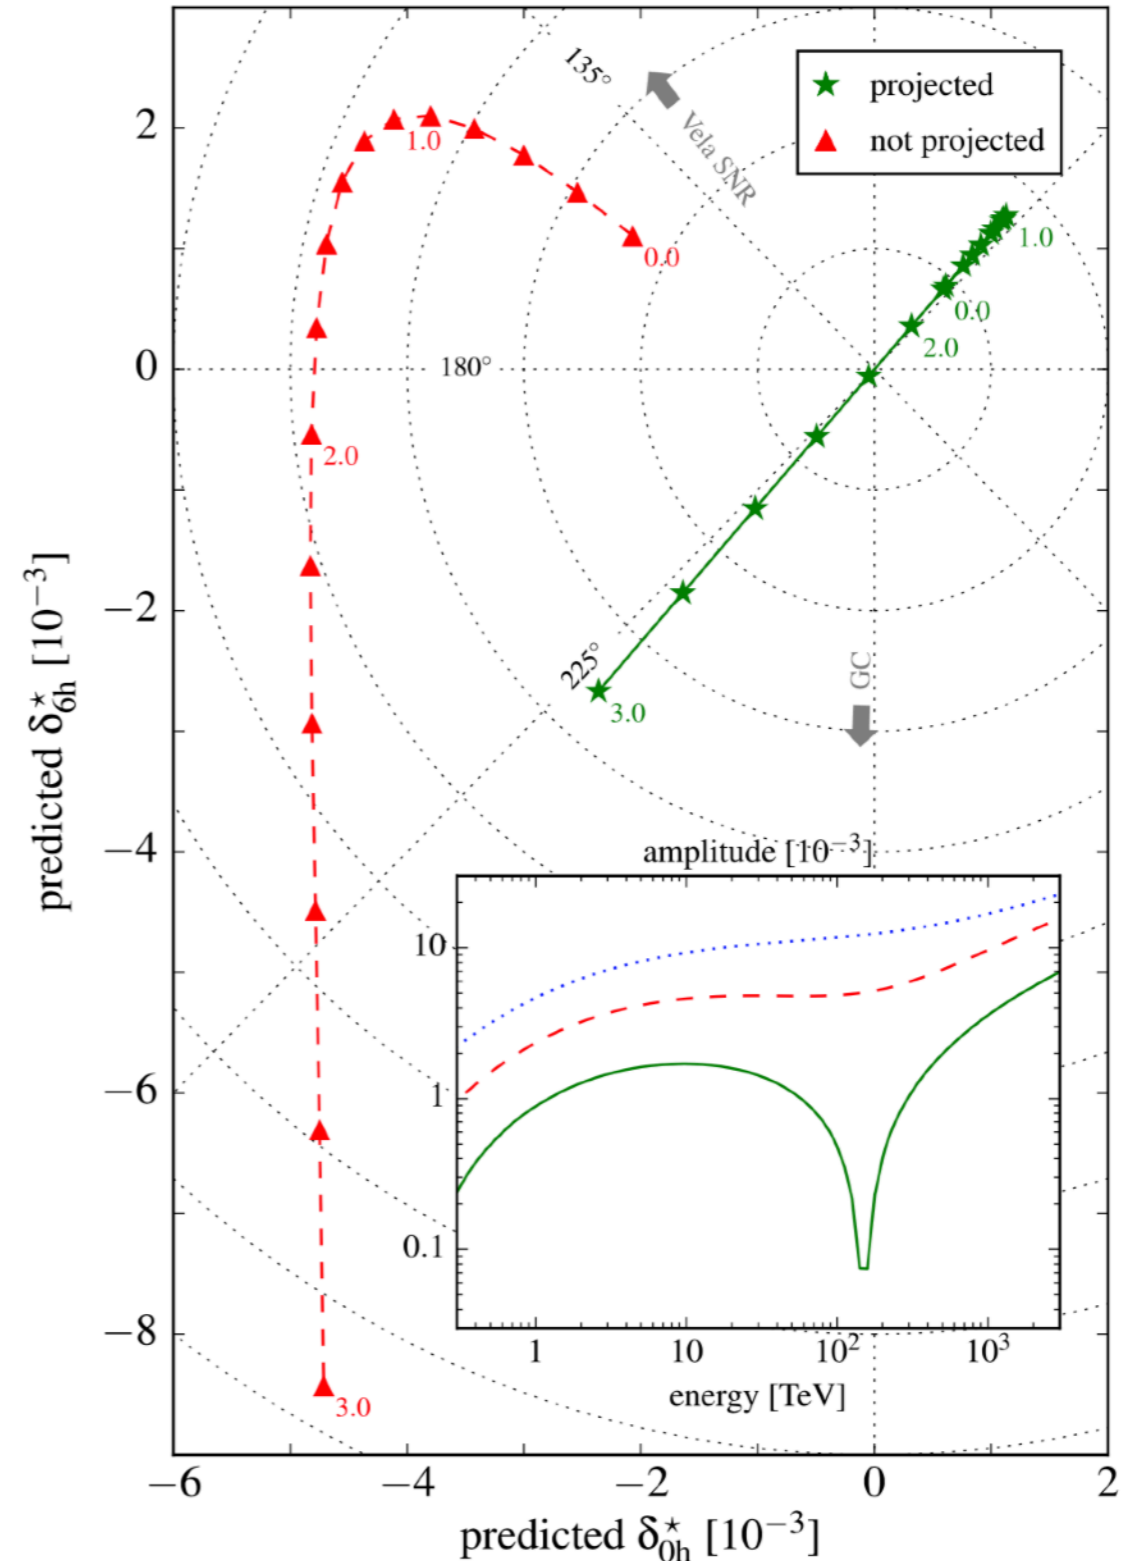 135°
Vela SNR
projected
not projected
2
1.0
0.0
1.0
0.0
2.0
0
180°
2.0
225°
3.0
GC
−2
predicted δ⋆6h [10−3]
−4
amplitude [10−3]
10
1
0.1
1 10 10² 10³
energy [TeV]
−6
−8
3.0
−6 −4 −2 0 2
predicted δ⋆0h [10−3]